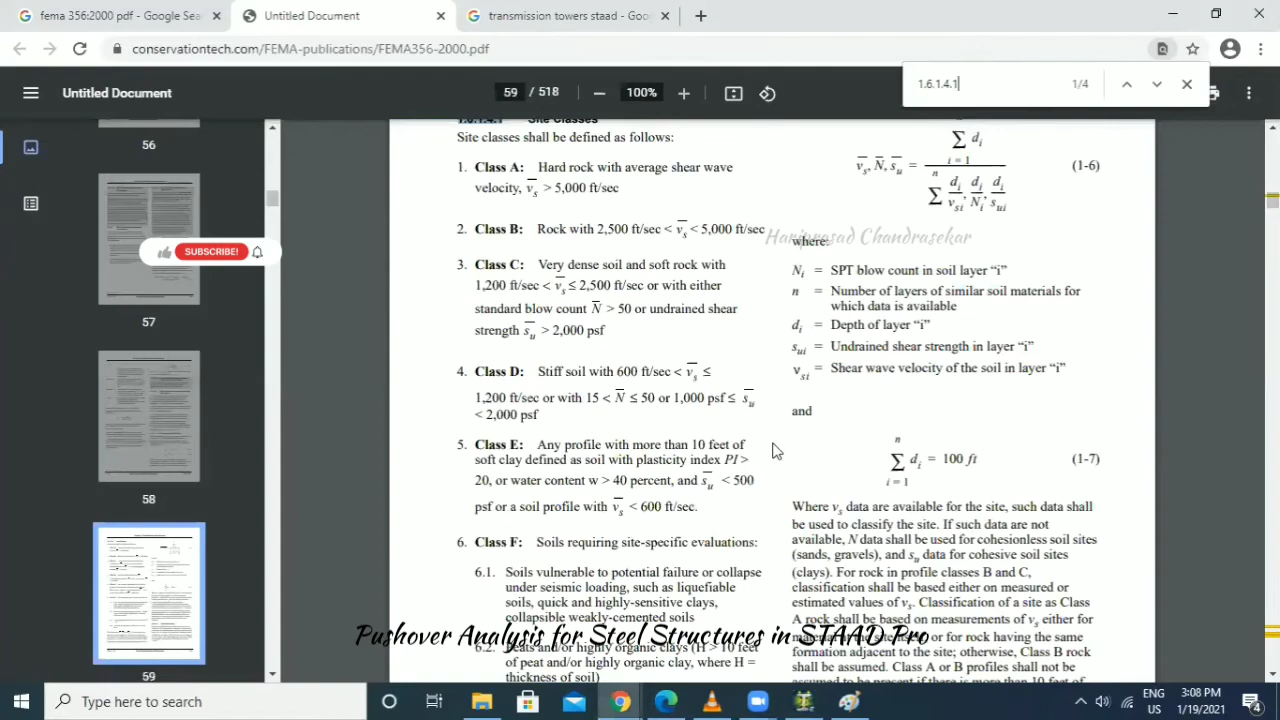 fema 356:2000 pdf - Google Sea
Untitled Document
transmission towers staad - Goo
conservationtech.com/FEMA-publications/FEMA356-2000.pdf
1.6.1.4.1
1/4
Untitled Document
59 / 518
100%
56
57
58
59
SUBSCRIBE!
1.6.1.4.1 Site Classes
Site classes shall be defined as follows:
1. Class A: Hard rock with average shear wave
velocity, v̅s > 5,000 ft/sec
2. Class B: Rock with 2,500 ft/sec < v̅s < 5,000 ft/sec
3. Class C: Very dense soil and soft rock with
1,200 ft/sec < v̅s ≤ 2,500 ft/sec or with either
standard blow count N̅ > 50 or undrained shear
strength s̅u > 2,000 psf
4. Class D: Stiff soil with 600 ft/sec < v̅s ≤
1,200 ft/sec or with 15 < N̅ ≤ 50 or 1,000 psf ≤ s̅u
< 2,000 psf
5. Class E: Any profile with more than 10 feet of
soft clay defined as soil with plasticity index PI >
20, or water content w > 40 percent, and s̅u < 500
psf or a soil profile with v̅s < 600 ft/sec.
6. Class F: Soils requiring site-specific evaluations:
6.1. Soils vulnerable to potential failure or collapse
under seismic loading, such as liquefiable
soils, quick and highly-sensitive clays,
collapsible weakly-cemented soils
6.2. Peats and/or highly organic clays (H > 10 feet
of peat and/or highly organic clay, where H =
thickness of soil)
v̅s, N̅, s̅u = Σ i = 1 di / Σ n di/vsi, di/Ni, di/sui (1-6)
Hariprasad Chandrasekar
where:
Ni = SPT blow count in soil layer “i”
n = Number of layers of similar soil materials for
which data is available
di = Depth of layer “i”
sui = Undrained shear strength in layer “i”
vsi = Shear wave velocity of the soil in layer “i”
and
n Σ i = 1 di = 100 ft (1-7)
Where vs data are available for the site, such data shall
be used to classify the site. If such data are not
available, N data shall be used for cohesionless soil sites
(sands, gravels), and su data for cohesive soil sites
(clays). For rock in profile classes B and C,
classification shall be based either on measured or
estimated values of vs. Classification of a site as Class
A rock shall be based on measurements of vs either for
or for rock having the same
formation adjacent to the site; otherwise, Class B rock
shall be assumed. Class A or B profiles shall not be
assumed to be present if there is more than 10 feet of
Pushover Analysis for Steel Structures in STAAD Pro
Type here to search
ENG
US
3:08 PM
1/19/2021
4